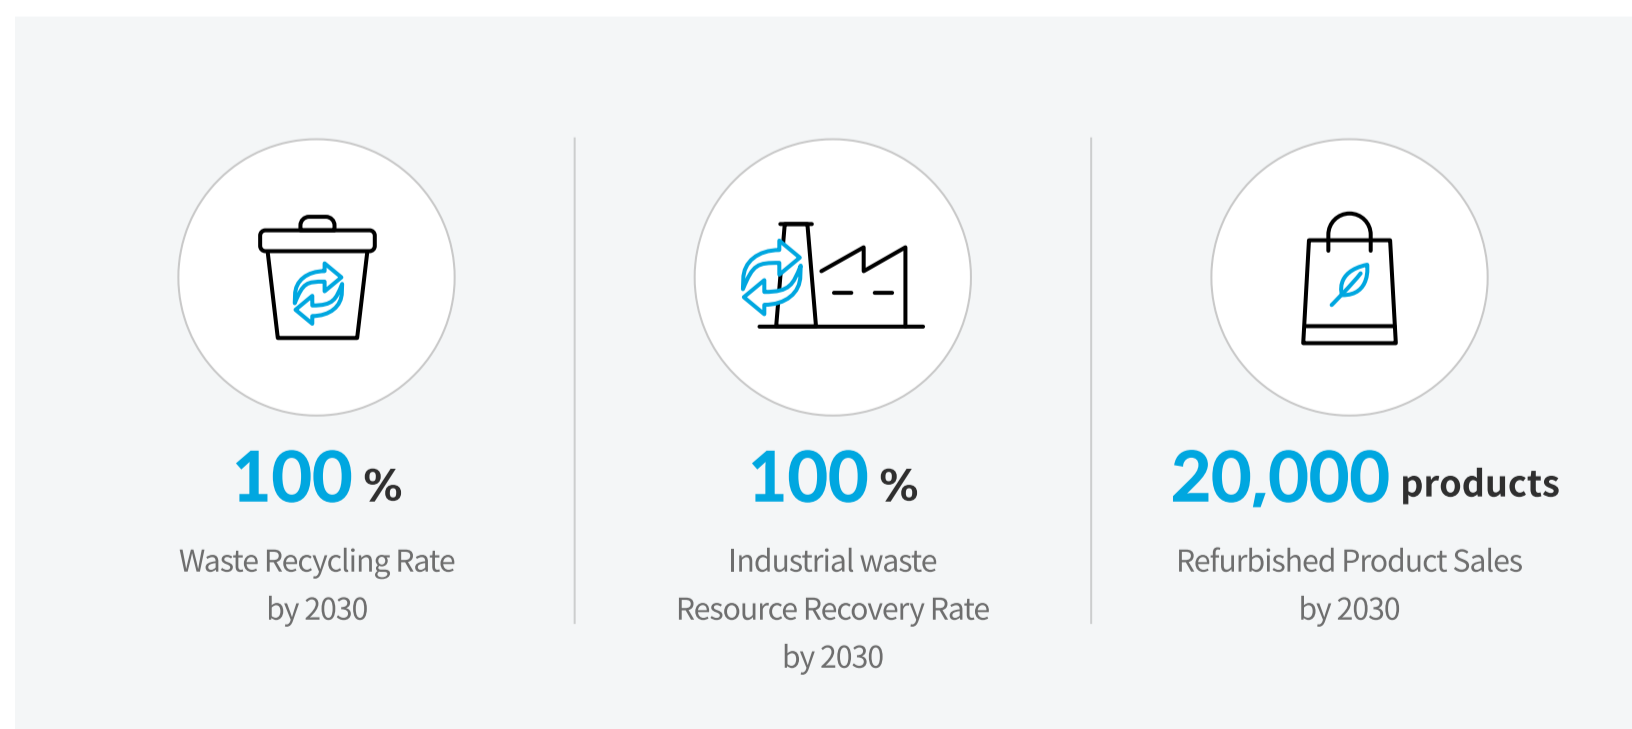 100 %
Waste Recycling Rate
by 2030
100 %
Industrial waste
Resource Recovery Rate
by 2030
20,000 products
Refurbished Product Sales
by 2030